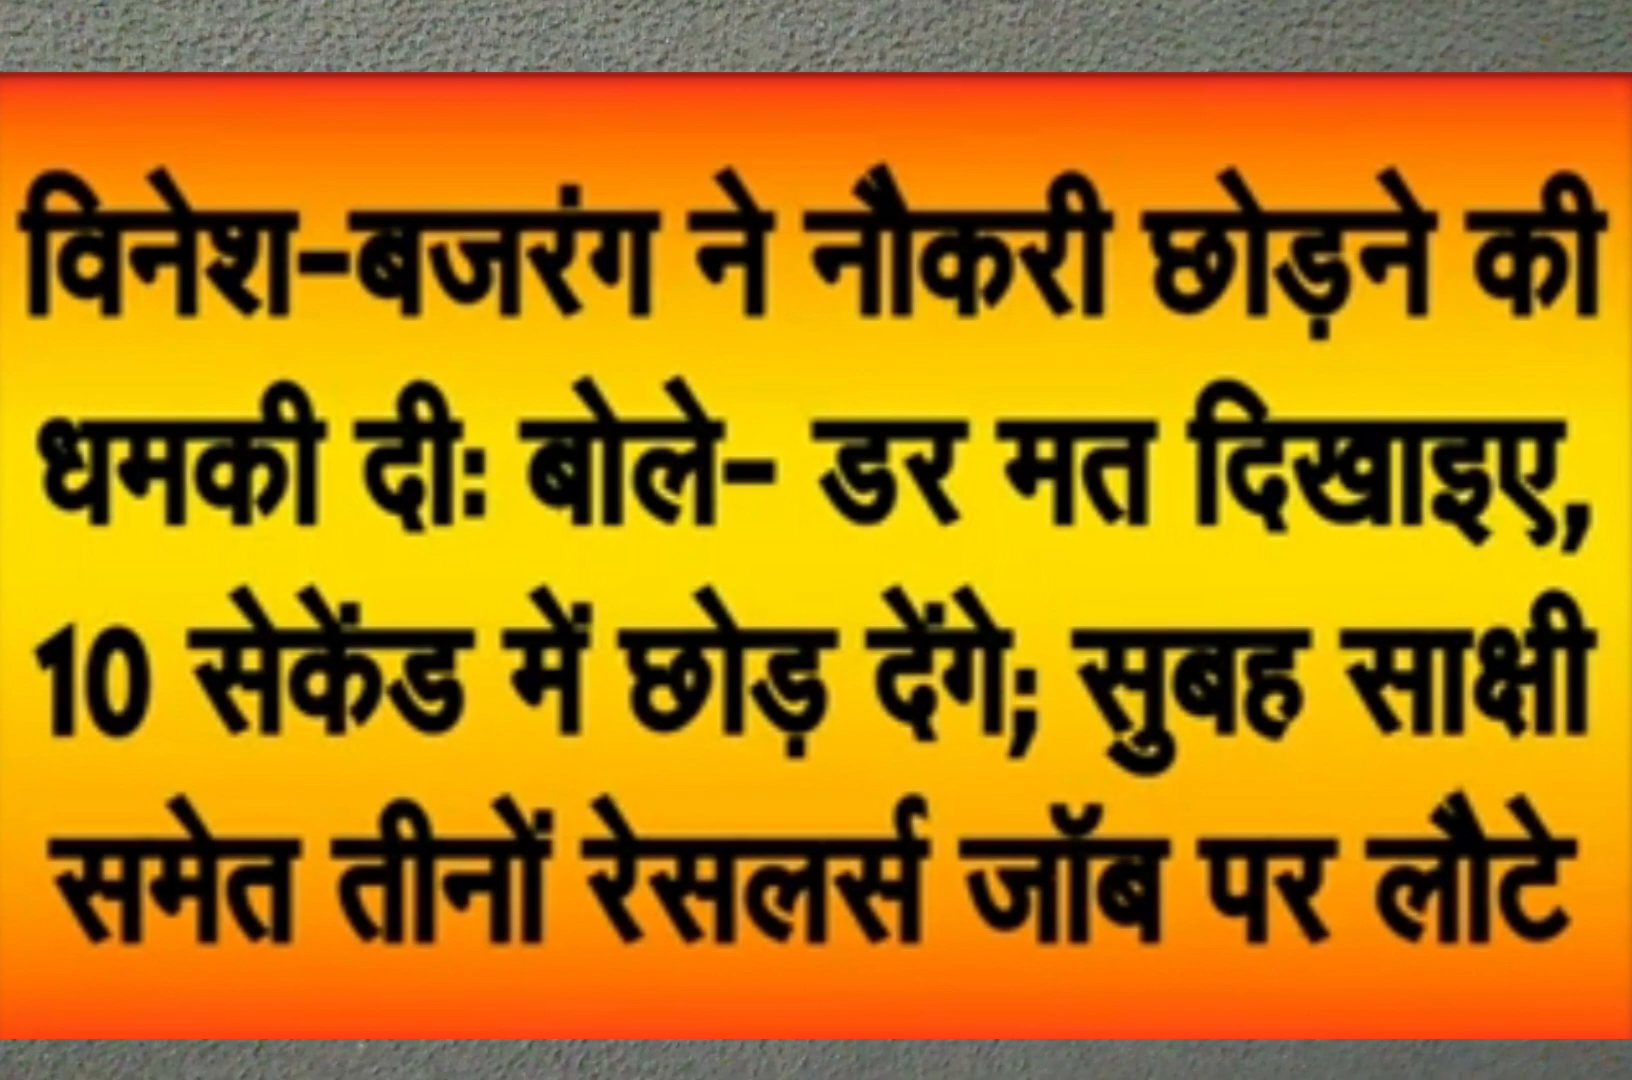 विनेश-बजरंग ने नौकरी छोड़ने की
धमकी दीः बोले- डर मत दिखाइए,
10 सेकेंड में छोड़ देंगे; सुबह साक्षी
समेत तीनों रेसलर्स जॉब पर लौटे